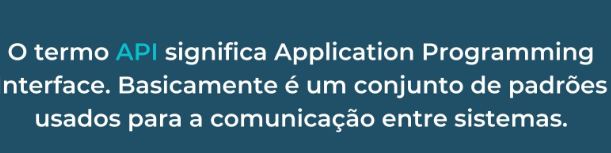 O termo API significa Application Programming
nterface. Basicamente é um conjunto de padrões
usados para a comunicação entre sistemas.